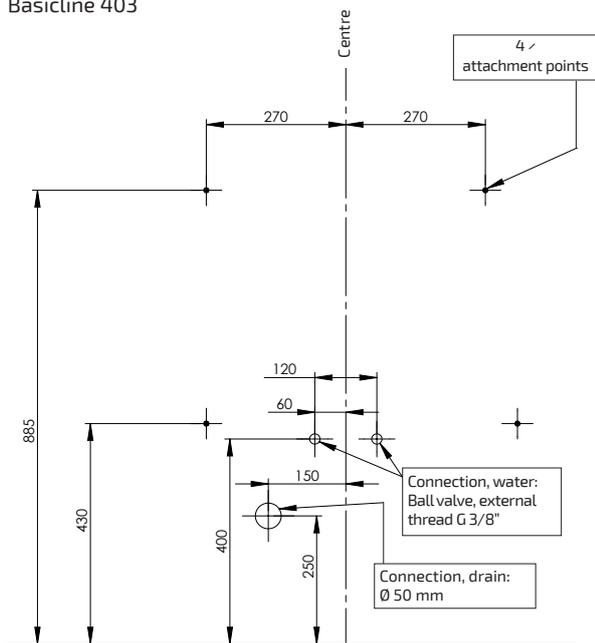 Basicline 403
Centre
4
attachment points
270
270
120
60
885
150
430
400
250
Connection, water:
Ball valve, external
thread G 3/8"
Connection, drain:
Ø 50 mm